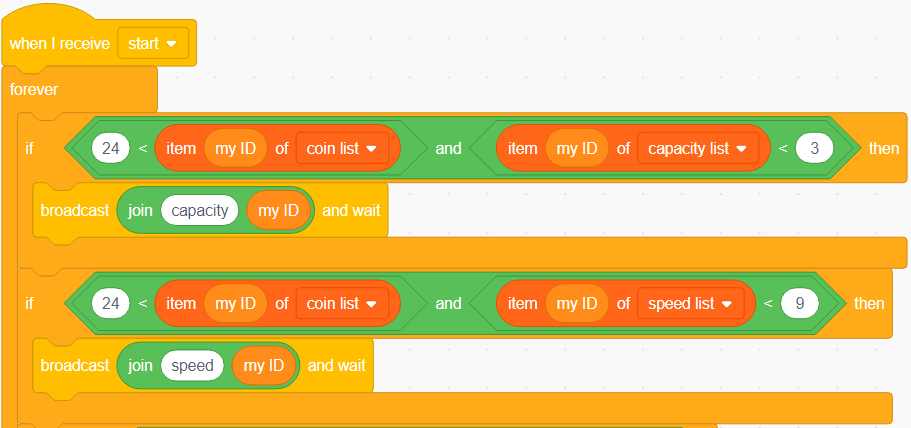 when I receive start
forever
if 24 < item my ID of coin list and item my ID of capacity list < 3 then
broadcast join capacity my ID and wait
if 24 < item my ID of coin list and item my ID of speed list < 9 then
broadcast join speed my ID and wait